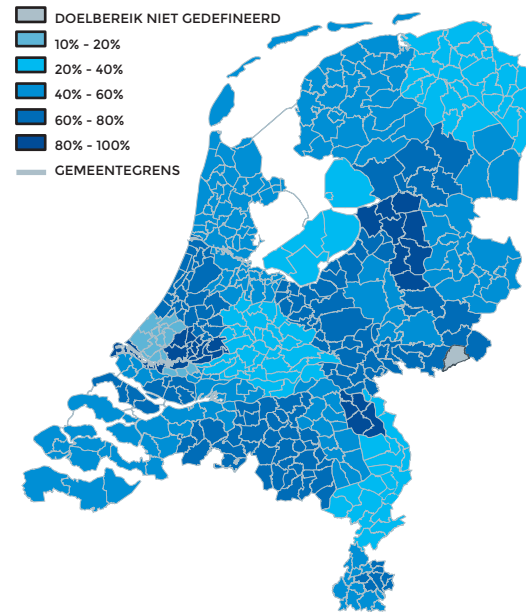 DOELBEREIK NIET GEDEFINEERD
10% - 20%
20% - 40%
40% - 60%
60% - 80%
80% - 100%
GEMEENTEGRENS